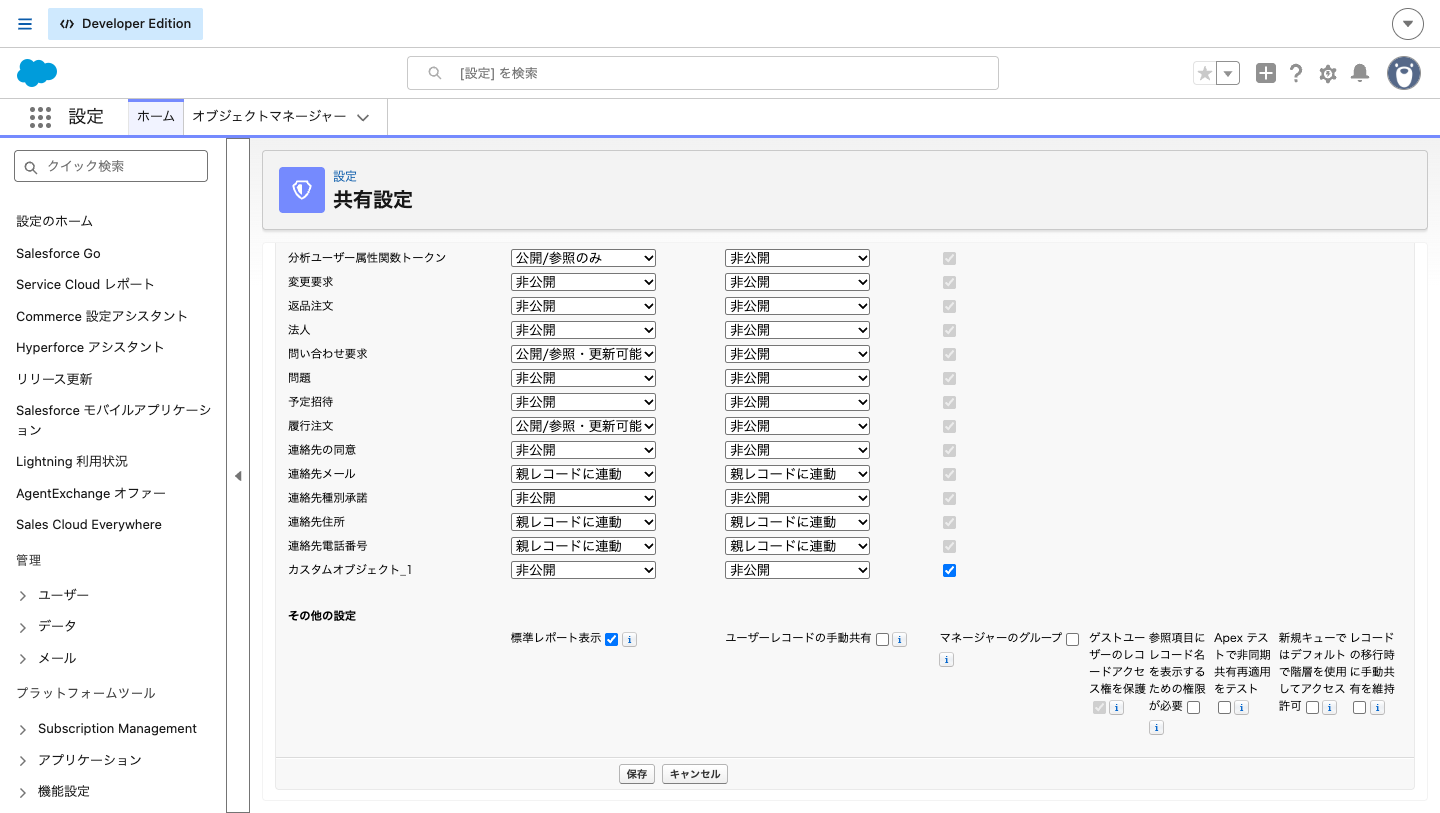 Developer Edition
[設定] を検索
設定
ホーム
オブジェクトマネージャー
クイック検索
設定のホーム
Salesforce Go
Service Cloud レポート
Commerce 設定アシスタント
Hyperforce アシスタント
リリース更新
Salesforce モバイルアプリケーシ
ョン
Lightning 利用状況
AgentExchange オファー
Sales Cloud Everywhere
管理
ユーザー
データ
メール
プラットフォームツール
Subscription Management
アプリケーション
機能設定
設定
共有設定
分析ユーザー属性関数トークン 公開/参照のみ 非公開
変更要求 非公開 非公開
返品注文 非公開 非公開
法人 非公開 非公開
問い合わせ要求 公開/参照・更新可能 非公開
問題 非公開 非公開
予定招待 非公開 非公開
履行注文 公開/参照・更新可能 非公開
連絡先の同意 非公開 非公開
連絡先メール 親レコードに連動 親レコードに連動
連絡先種別承諾 非公開 非公開
連絡先住所 親レコードに連動 親レコードに連動
連絡先電話番号 親レコードに連動 親レコードに連動
カスタムオブジェクト_1 非公開 非公開
その他の設定
標準レポート表示
ユーザーレコードの手動共有
マネージャーのグループ
ゲストユー
ザーのレコ
ードアクセ
ス権を保護
参照項目に
レコード名
を表示する
ための権限
が必要
Apex テス
トで非同期
共有再適用
をテスト
新規キューで
はデフォルト
で階層を使用
してアクセス
許可
レコード
の移行時
に手動共
有を維持
保存
キャンセル